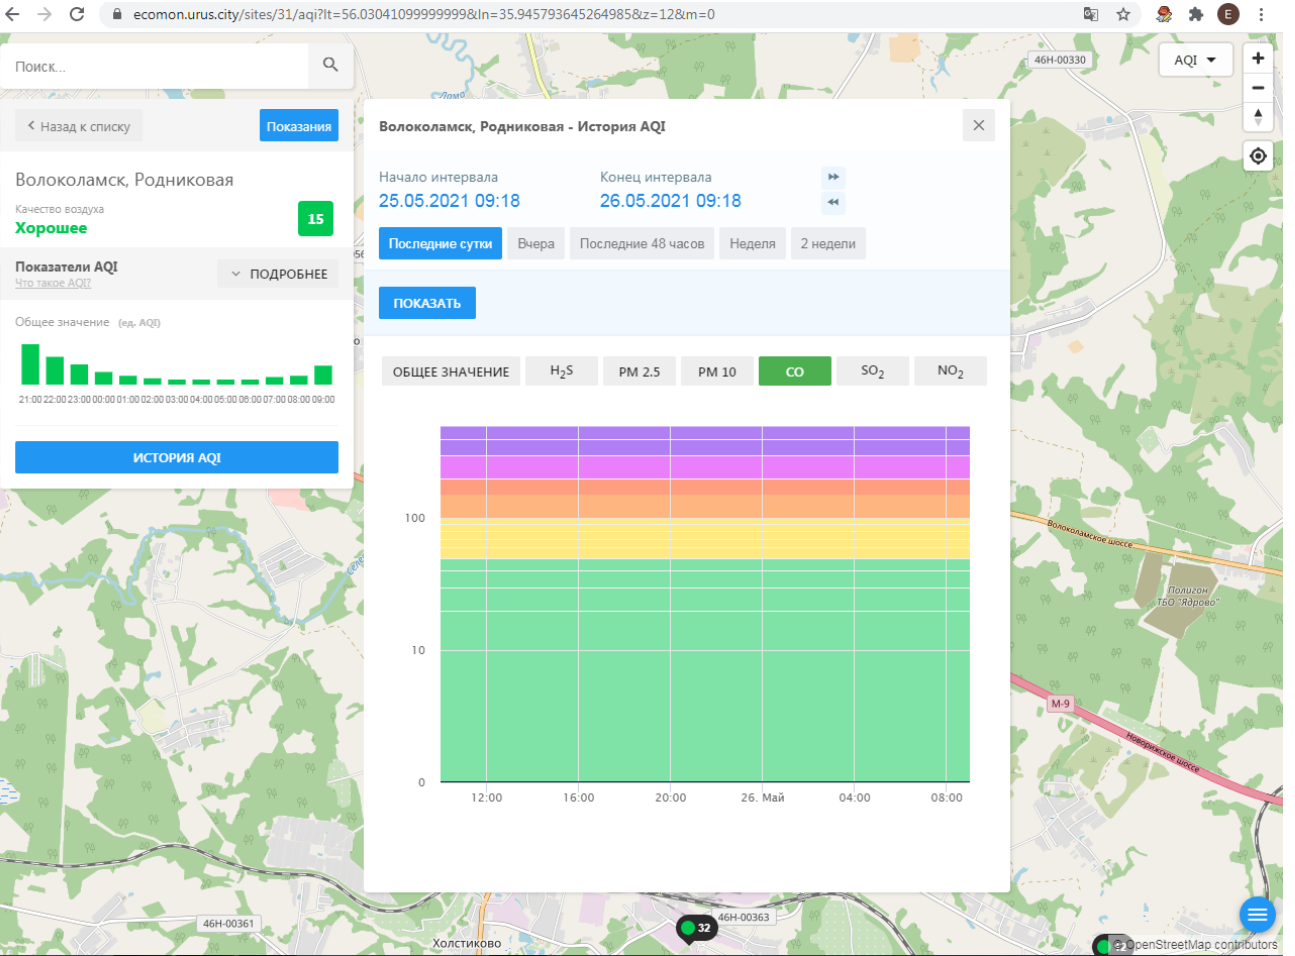 ecomon.urus.city/sites/31/aqi?lt=56.03041099999999&ln=35.945793645264985&z=12&m=0
E
Поиск...
46Н-00330
AQI
Назад к списку
Показания
Волоколамск, Родниковая
Качество воздуха
Хорошее
15
Показатели AQI
Что такое AQI?
ПОДРОБНЕЕ
Общее значение (ед. AQI)
21:00 22:00 23:00 00:00 01:00 02:00 03:00 04:00 05:00 06:00 07:00 08:00 09:00
ИСТОРИЯ AQI
Волоколамск, Родниковая - История AQI
Начало интервала
Конец интервала
25.05.2021 09:18
26.05.2021 09:18
Последние сутки
Вчера
Последние 48 часов
Неделя
2 недели
ПОКАЗАТЬ
ОБЩЕЕ ЗНАЧЕНИЕ
H₂S
PM 2.5
PM 10
CO
SO₂
NO₂
100
10
0
12:00
16:00
20:00
26. Май
04:00
08:00
Лама
Волоколамское шоссе
Полигон
ТБО "Ядрово"
М-9
Новорижское шоссе
46Н-00361
46Н-00363
32
Холстиково
© OpenStreetMap contributors